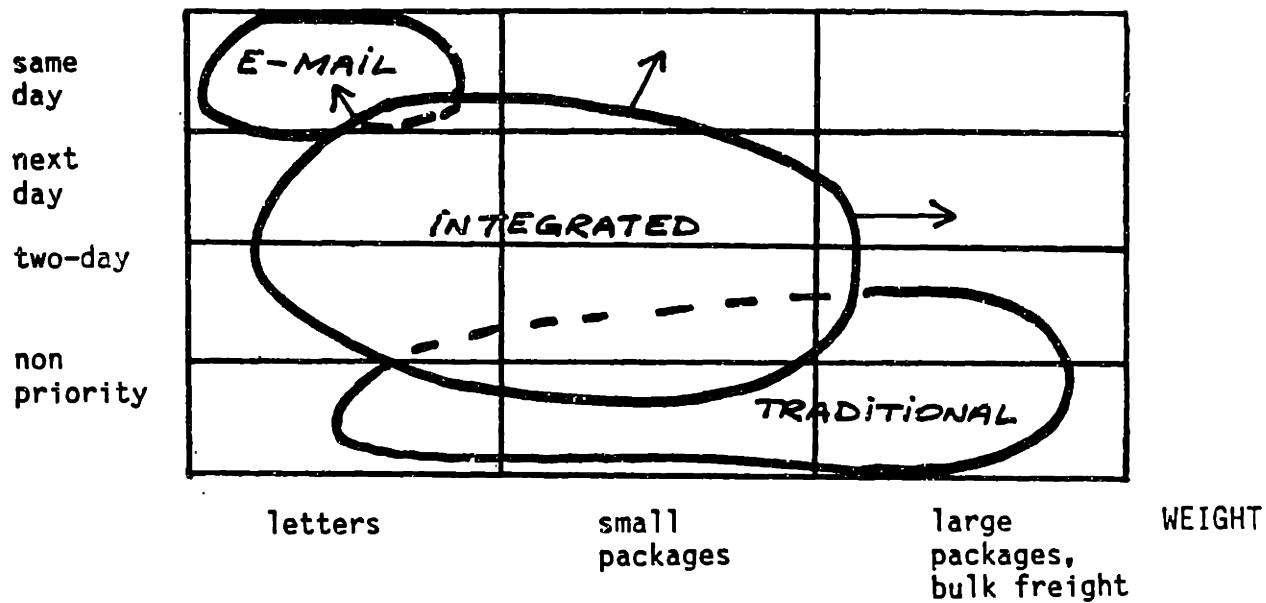 same
day
E-MAIL
next
day
INTEGRATED
two-day
non
priority
TRADITIONAL
letters
small
packages
large
packages,
bulk freight
WEIGHT